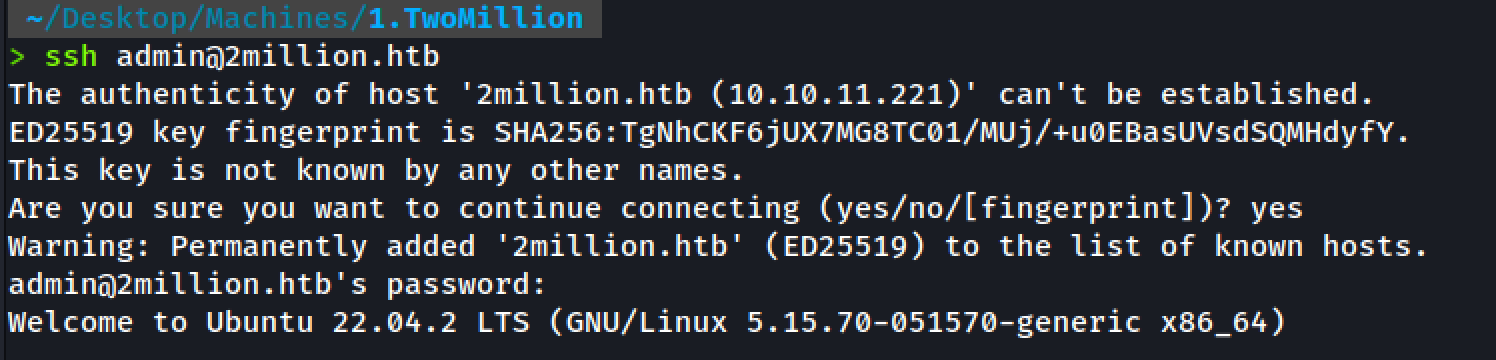 ~/Desktop/Machines/1.TwoMillion
> ssh admin@2million.htb
The authenticity of host '2million.htb (10.10.11.221)' can't be established.
ED25519 key fingerprint is SHA256:TgNhCKF6jUX7MG8TC01/MUj/+u0EBasUVsdSQMHdyfY.
This key is not known by any other names.
Are you sure you want to continue connecting (yes/no/[fingerprint])? yes
Warning: Permanently added '2million.htb' (ED25519) to the list of known hosts.
admin@2million.htb's password:
Welcome to Ubuntu 22.04.2 LTS (GNU/Linux 5.15.70-051570-generic x86_64)